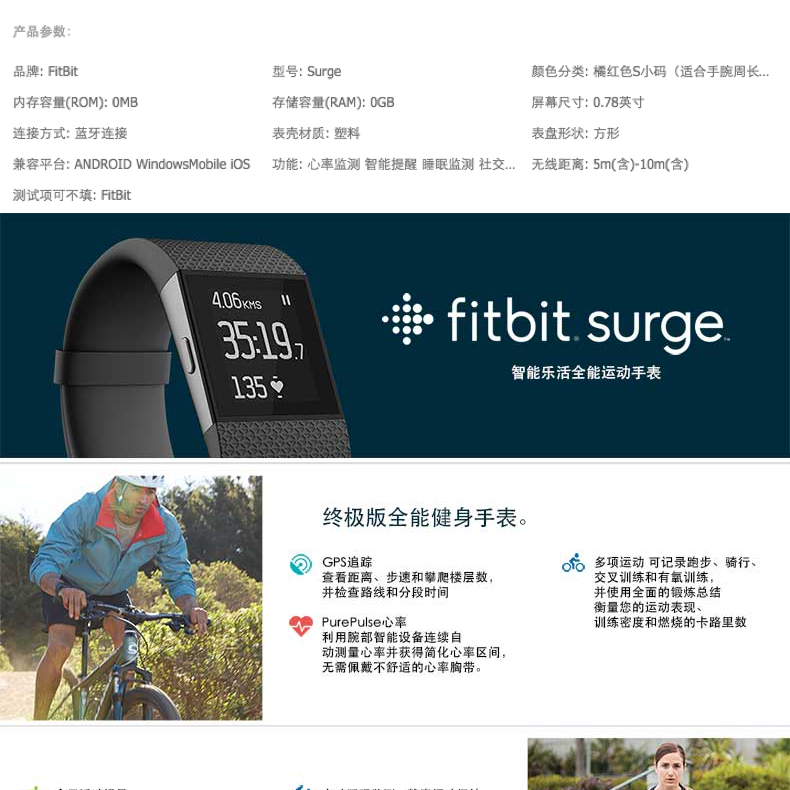 产品参数:
品牌: FitBit
型号: Surge
颜色分类: 橘红色S小码（适合手腕周长...
内存容量(ROM): 0MB
存储容量(RAM): 0GB
屏幕尺寸: 0.78英寸
连接方式: 蓝牙连接
表壳材质: 塑料
表盘形状: 方形
兼容平台: ANDROID WindowsMobile iOS
功能: 心率监测 智能提醒 睡眠监测 社交...
无线距离: 5m(含)-10m(含)
测试项可不填: FitBit
4.06KMS
35:19.7
135
fitbit surge
智能乐活全能运动手表
终极版全能健身手表。
GPS追踪
查看距离、步速和攀爬楼层数，
并检查路线和分段时间
PurePulse心率
利用腕部智能设备连续自
动测量心率并获得简化心率区间，
无需佩戴不舒适的心率胸带。
多项运动 可记录跑步、骑行、
交叉训练和有氧训练，
并使用全面的锻炼总结
衡量您的运动表现、
训练密度和燃烧的卡路里数